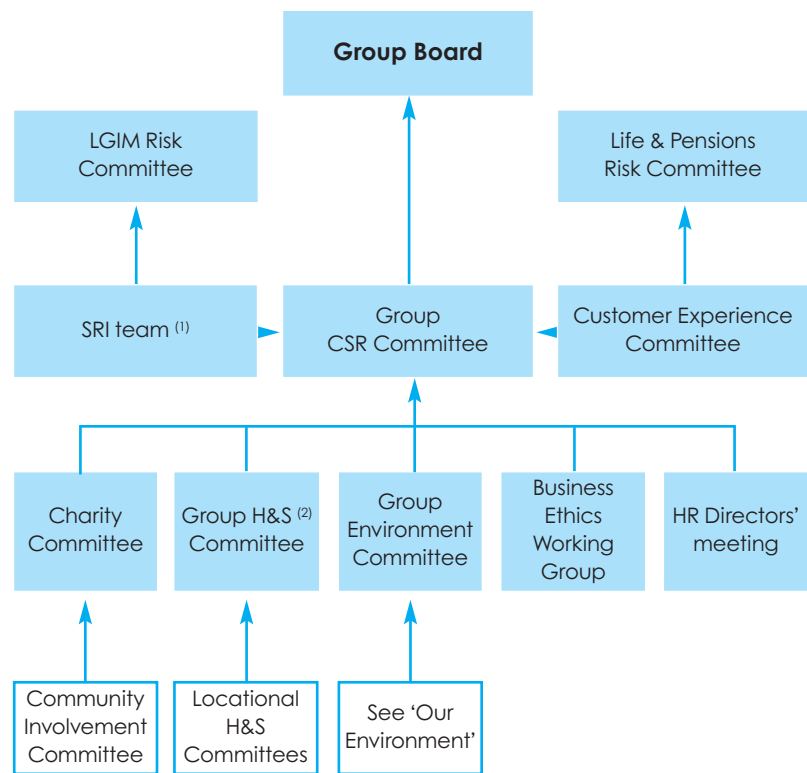 Group Board
LGIM Risk
Committee
Life & Pensions
Risk Committee
SRI team (1)
Group
CSR Committee
Customer Experience
Committee
Charity
Committee
Group H&S (2)
Committee
Group
Environment
Committee
Business
Ethics
Working
Group
HR Directors’
meeting
Community
Involvement
Committee
Locational
H&S
Committees
See ‘Our
Environment’